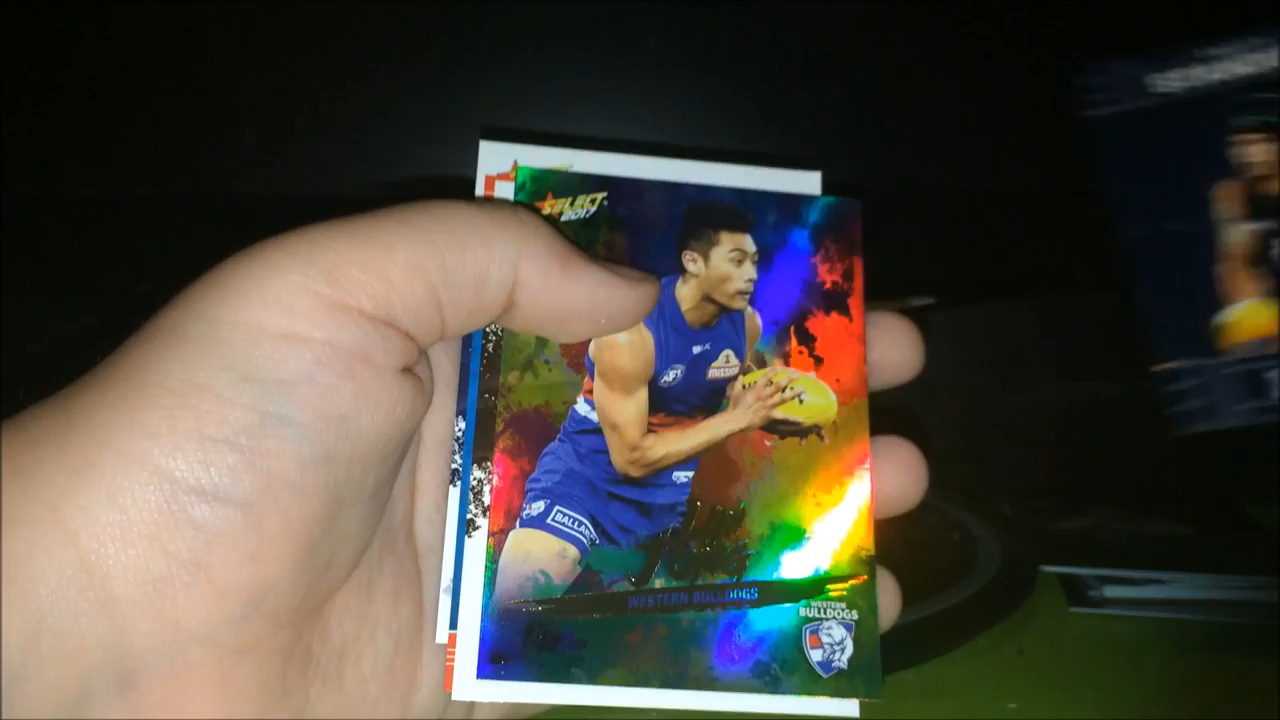 SELECT
2017
AFL
MISSION
BALLARAT
WESTERN BULLDOGS
WESTERN
BULLDOGS